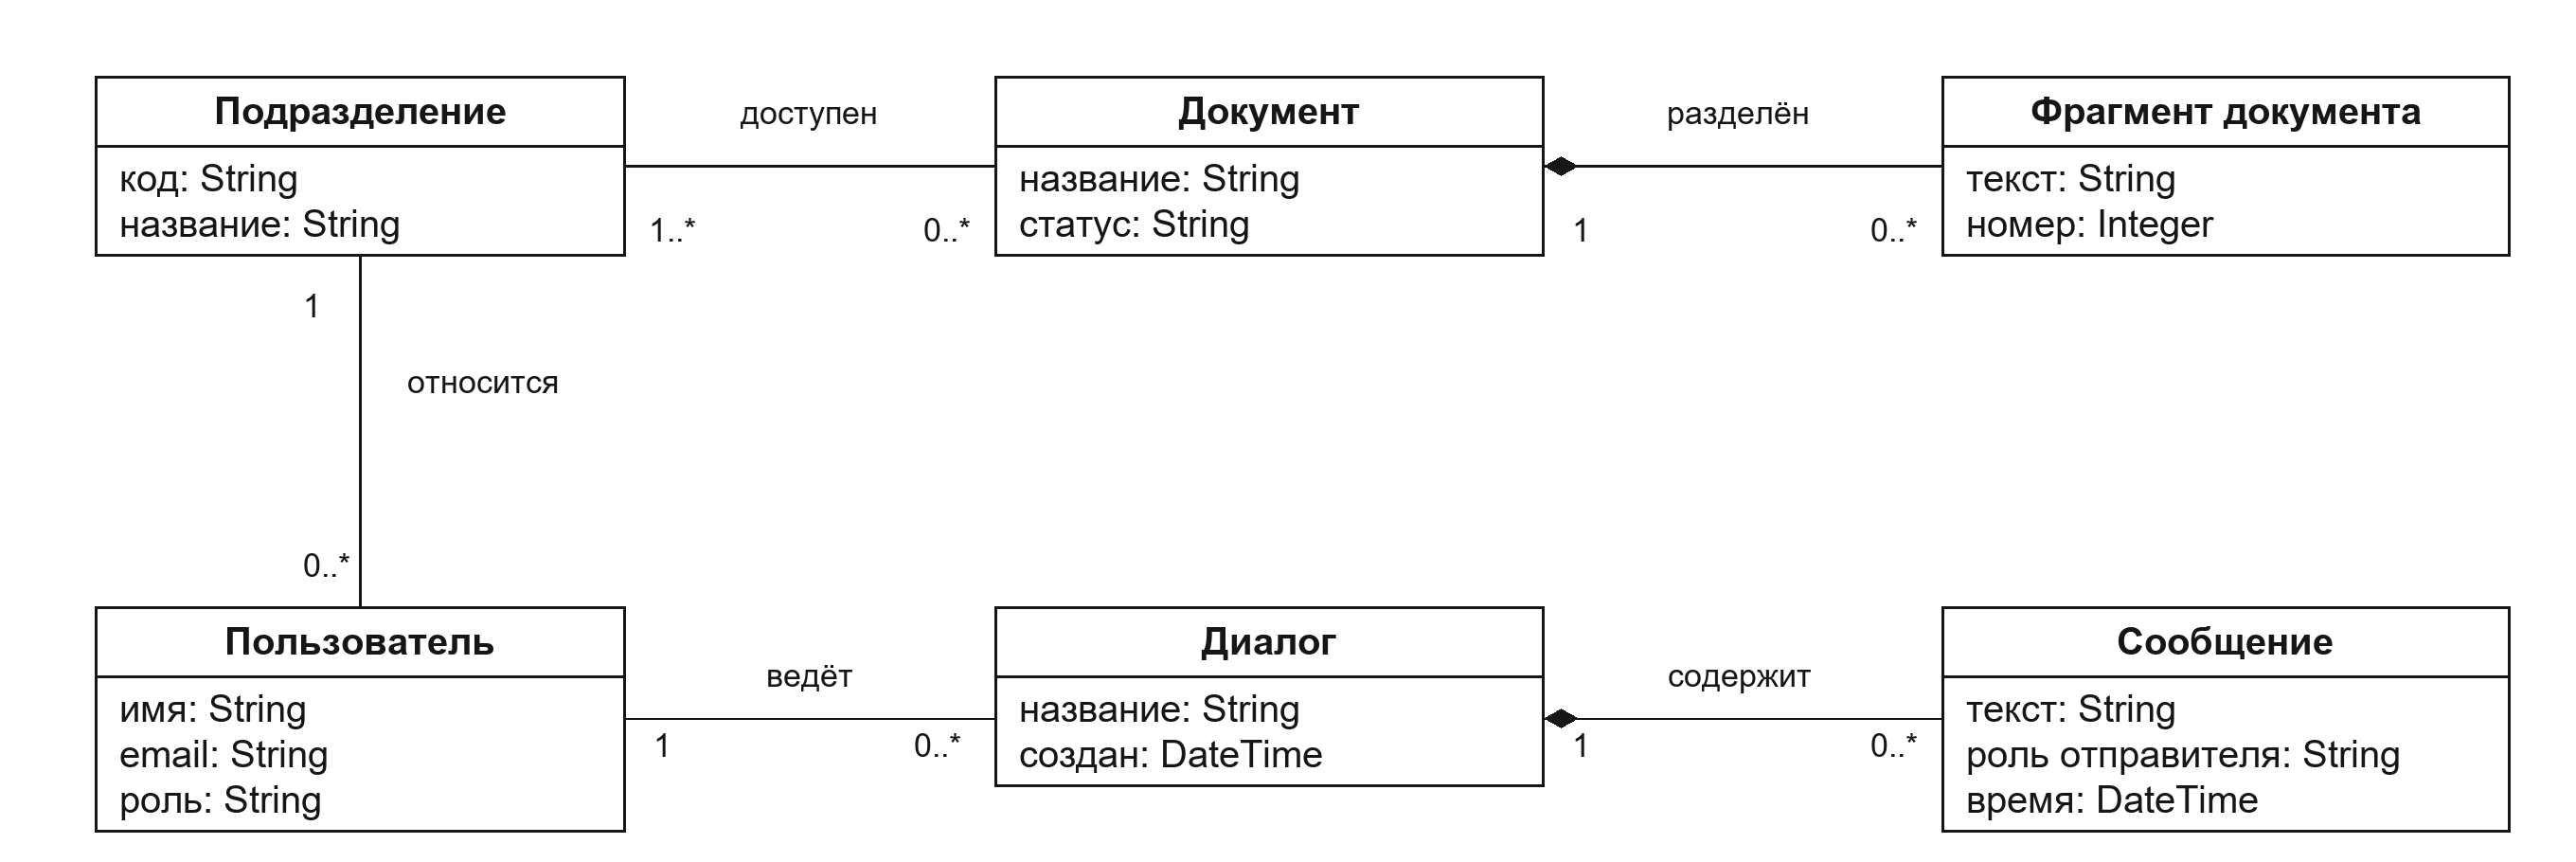 Подразделение
код: String
название: String
доступен
1..*
0..*
Документ
название: String
статус: String
разделён
1
0..*
Фрагмент документа
текст: String
номер: Integer
1
относится
0..*
Пользователь
имя: String
email: String
роль: String
ведёт
1
0..*
Диалог
название: String
создан: DateTime
содержит
1
0..*
Сообщение
текст: String
роль отправителя: String
время: DateTime